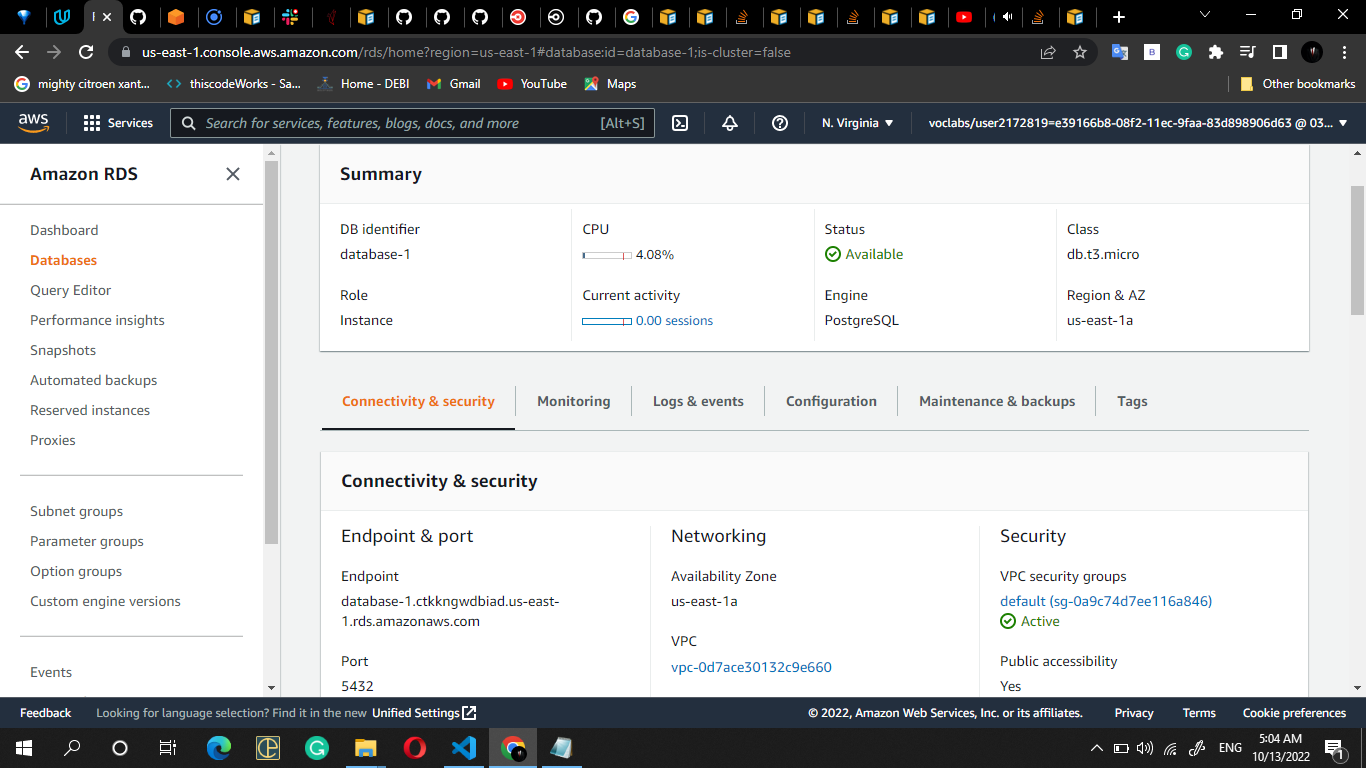 us-east-1.console.aws.amazon.com/rds/home?region=us-east-1#database:id=database-1;is-cluster=false
mighty citroen xant...
thiscodeWorks - Sa...
Home - DEBI
Gmail
YouTube
Maps
Other bookmarks
aws
Services
Search for services, features, blogs, docs, and more
[Alt+S]
N. Virginia
voclabs/user2172819=e39166b8-08f2-11ec-9faa-83d898906d63 @ 03...
Amazon RDS
Dashboard
Databases
Query Editor
Performance insights
Snapshots
Automated backups
Reserved instances
Proxies
Subnet groups
Parameter groups
Option groups
Custom engine versions
Events
Summary
DB identifier
database-1
CPU
4.08%
Status
Available
Class
db.t3.micro
Role
Instance
Current activity
0.00 sessions
Engine
PostgreSQL
Region & AZ
us-east-1a
Connectivity & security
Monitoring
Logs & events
Configuration
Maintenance & backups
Tags
Connectivity & security
Endpoint & port
Endpoint
database-1.ctkkngwdbiad.us-east-
1.rds.amazonaws.com
Port
5432
Networking
Availability Zone
us-east-1a
VPC
vpc-0d7ace30132c9e660
Security
VPC security groups
default (sg-0a9c74d7ee116a846)
Active
Public accessibility
Yes
Feedback
Looking for language selection? Find it in the new Unified Settings
© 2022, Amazon Web Services, Inc. or its affiliates.
Privacy
Terms
Cookie preferences
ENG
5:04 AM
10/13/2022
1